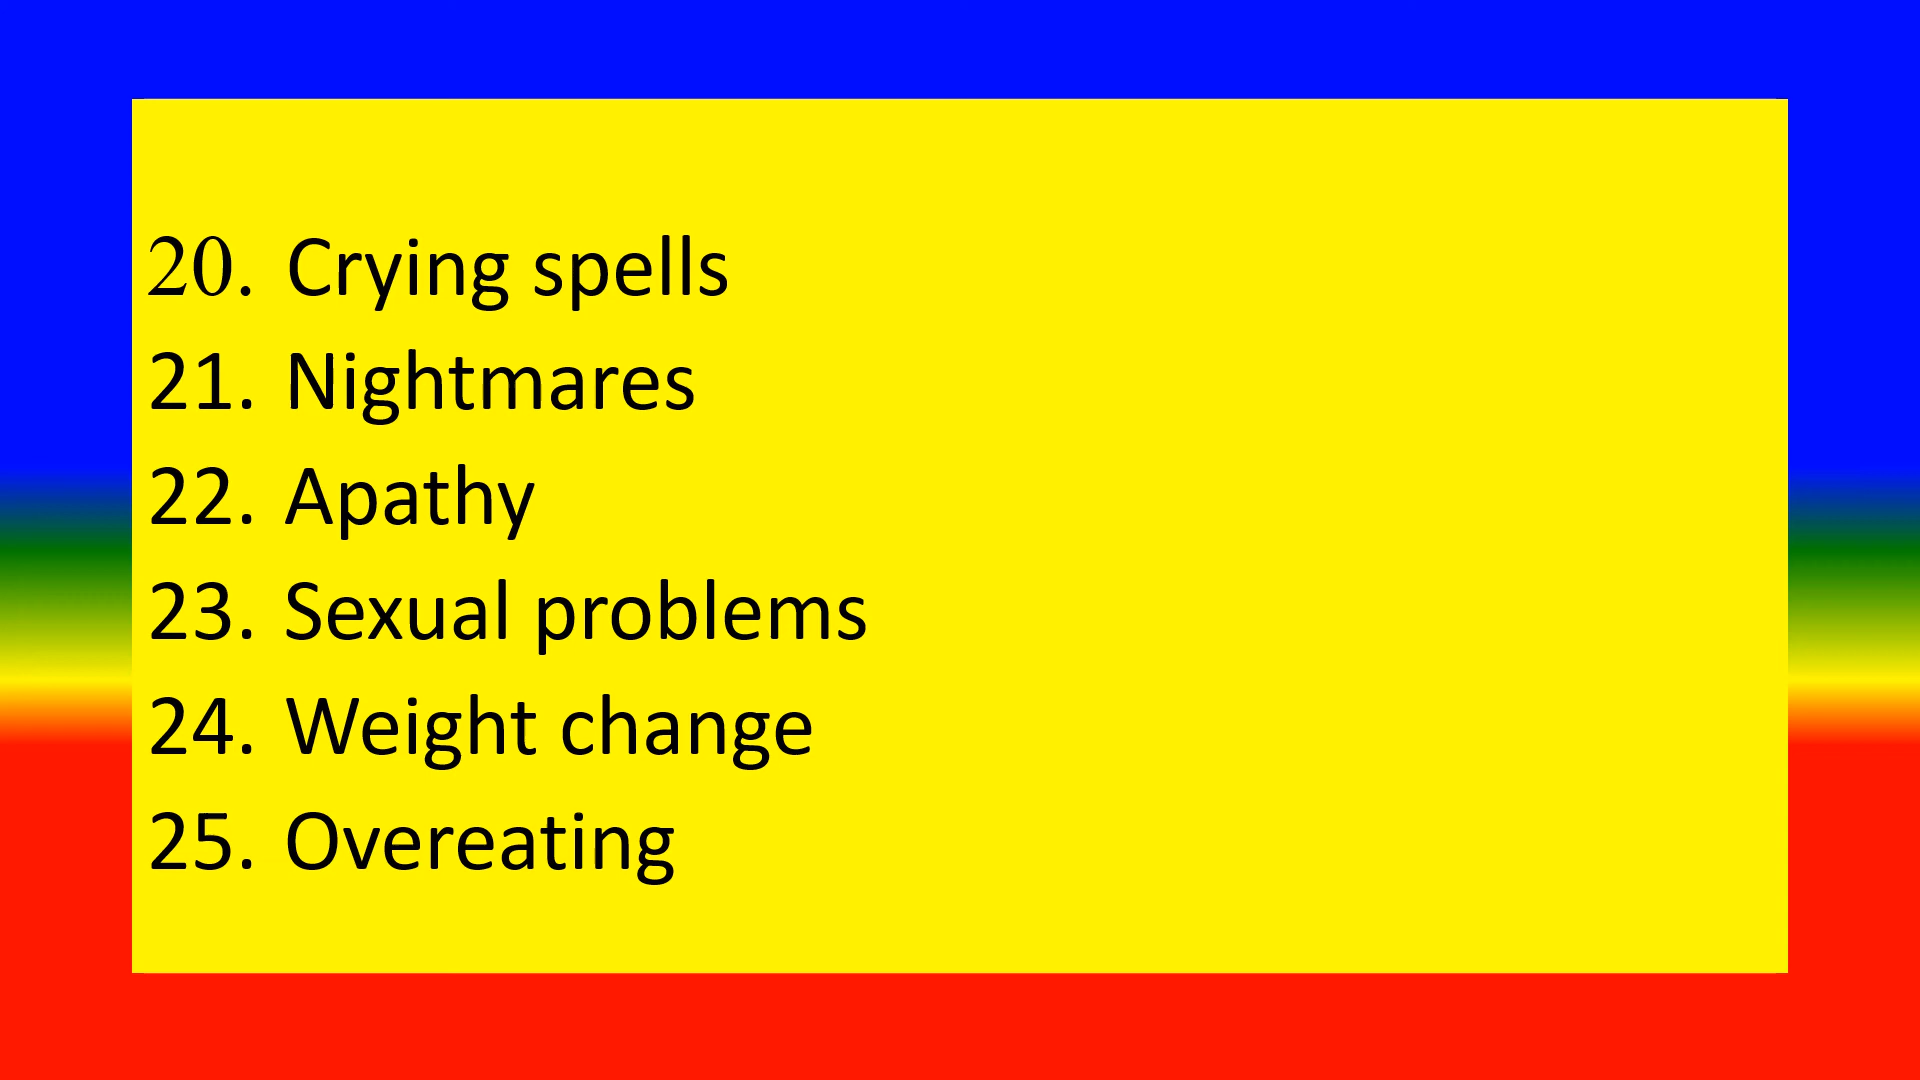 20. Crying spells
21. Nightmares
22. Apathy
23. Sexual problems
24. Weight change
25. Overeating